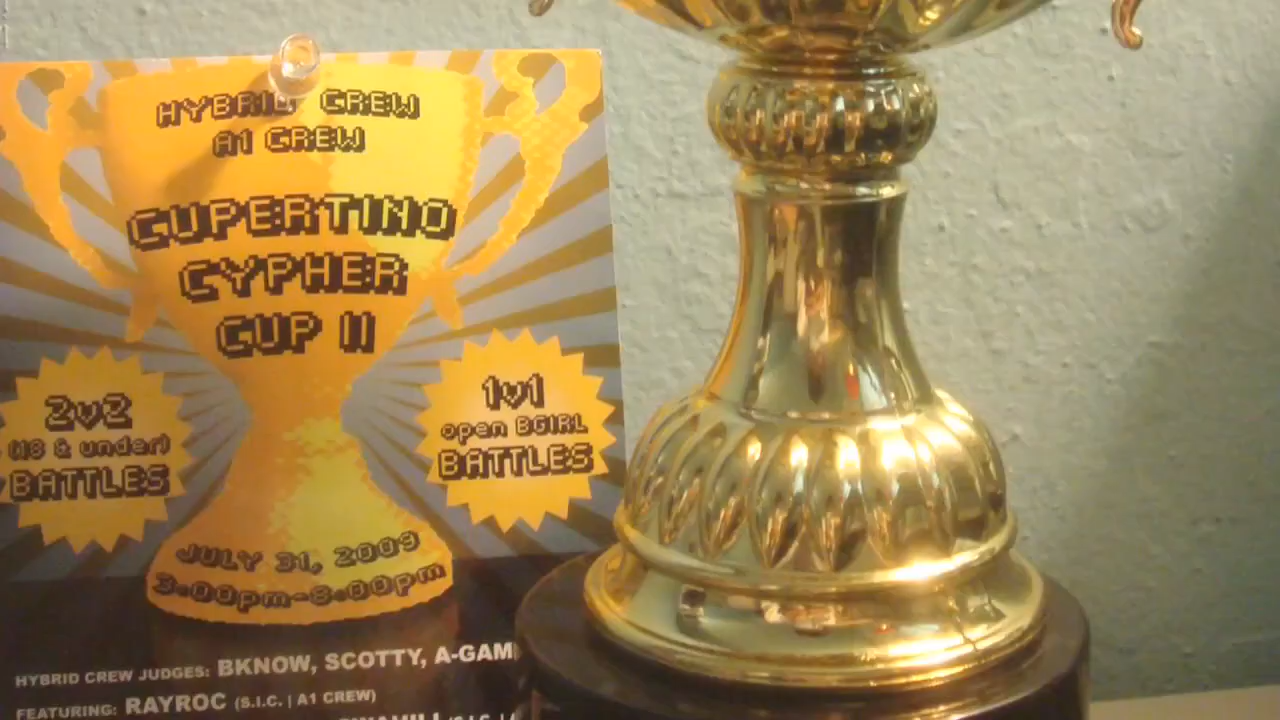 HYBRID CREW
A1 CREW
CUPERTINO
CYPHER
CUP II
2v2
(18 & under)
BATTLES
1v1
open BGIRL
BATTLES
JULY 31, 2009
3:00pm-8:00pm
HYBRID CREW JUDGES: BKNOW, SCOTTY, A-GAM
FEATURING: RAYROC (S.I.C. | A1 CREW)